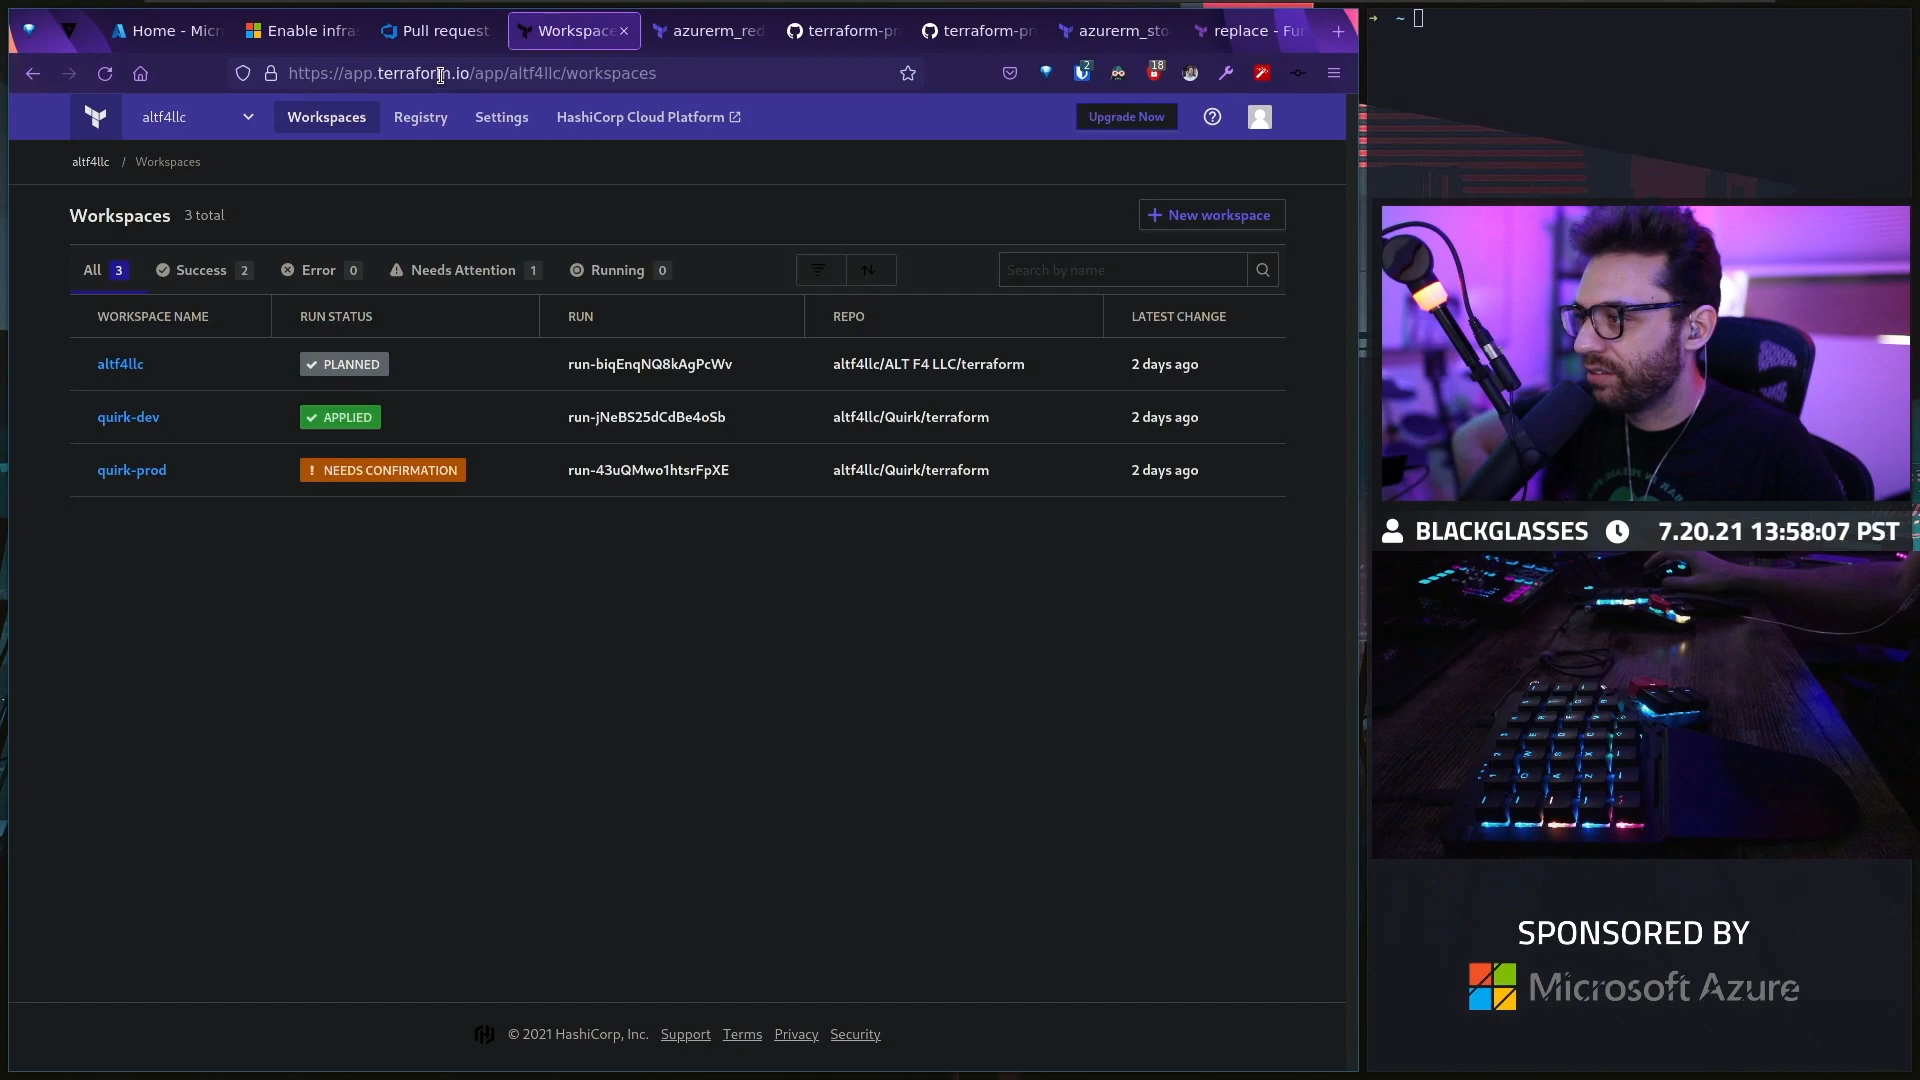 Home - Micr
Enable infra
Pull request
Workspace
azurerm_red
terraform-pr
terraform-pr
azurerm_sto
replace - Fun
→ ~
https://app.terraform.io/app/altf4llc/workspaces
2
18
altf4llc
Workspaces
Registry
Settings
HashiCorp Cloud Platform
Upgrade Now
altf4llc / Workspaces
Workspaces 3 total
+ New workspace
All 3
Success 2
Error 0
Needs Attention 1
Running 0
Search by name
WORKSPACE NAME RUN STATUS RUN REPO LATEST CHANGE
altf4llc PLANNED run-biqEnqNQ8kAgPcWv altf4llc/ALT F4 LLC/terraform 2 days ago
quirk-dev APPLIED run-jNeBS25dCdBe4oSb altf4llc/Quirk/terraform 2 days ago
quirk-prod ! NEEDS CONFIRMATION run-43uQMwo1htsrFpXE altf4llc/Quirk/terraform 2 days ago
BLACKGLASSES 7.20.21 13:58:07 PST
SPONSORED BY
Microsoft Azure
© 2021 HashiCorp, Inc. Support Terms Privacy Security